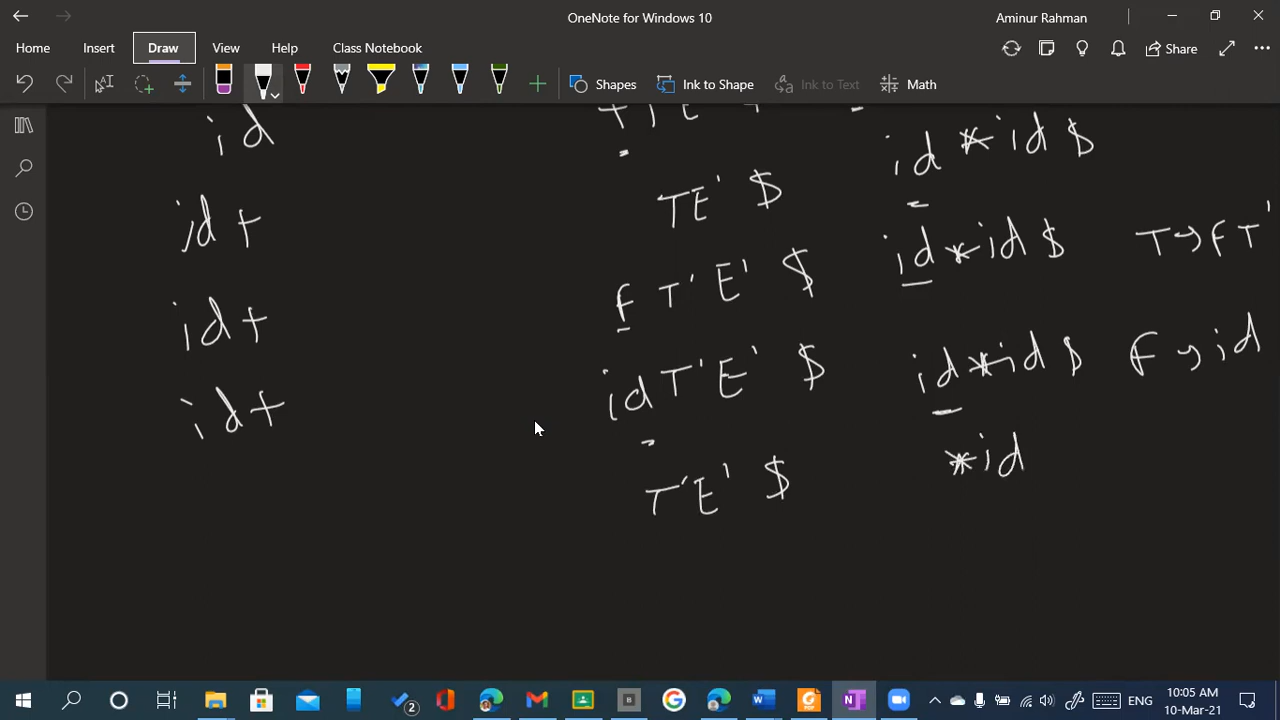 OneNote for Windows 10
Aminur Rahman
Home Insert Draw View Help Class Notebook Share
Shapes Ink to Shape Ink to Text Math
id + T E' $
TE' $ id *id $
id +
f T' E' $ id*id $ T→FT'
id+
idT'E' $ id*id $ F→id
id+
T'E' $ *id
2 B W N ENG 10:05 AM
10-Mar-21